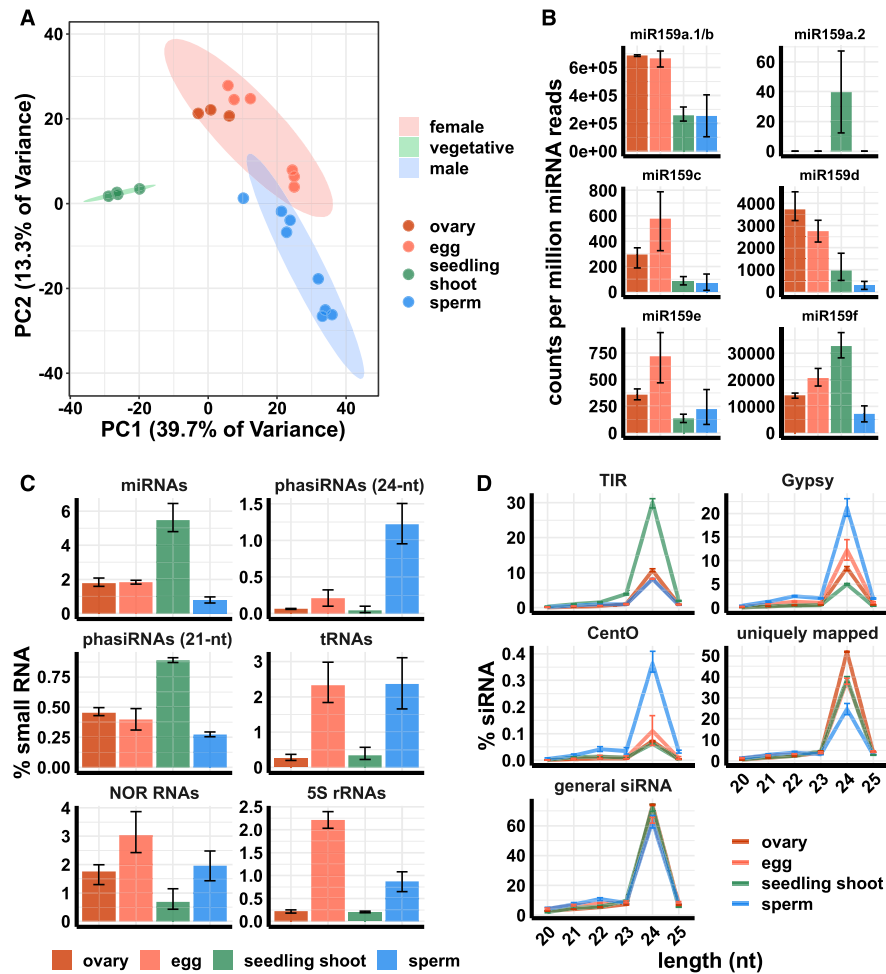 A
40
20
0
-20
-40
-40
-20
0
20
40
PC2 (13.3% of Variance)
PC1 (39.7% of Variance)
female
vegetative
male
ovary
egg
seedling
shoot
sperm
B
counts per million miRNA reads
miR159a.1/b
6e+05
4e+05
2e+05
0e+00
miR159a.2
60
40
20
0
miR159c
800
600
400
200
0
miR159d
4000
3000
2000
1000
0
miR159e
750
500
250
0
miR159f
30000
20000
10000
0
C
% small RNA
miRNAs
6
4
2
0
phasiRNAs (24-nt)
1.5
1.0
0.5
0.0
phasiRNAs (21-nt)
0.75
0.50
0.25
0.00
tRNAs
3
2
1
0
NOR RNAs
4
3
2
1
0
5S rRNAs
2.5
2.0
1.5
1.0
0.5
0.0
ovary
egg
seedling shoot
sperm
D
% siRNA
TIR
30
20
10
0
Gypsy
20
15
10
5
0
CentO
0.4
0.3
0.2
0.1
0.0
uniquely mapped
50
40
30
20
10
0
20
21
22
23
24
25
general siRNA
60
40
20
0
20
21
22
23
24
25
length (nt)
ovary
egg
seedling shoot
sperm